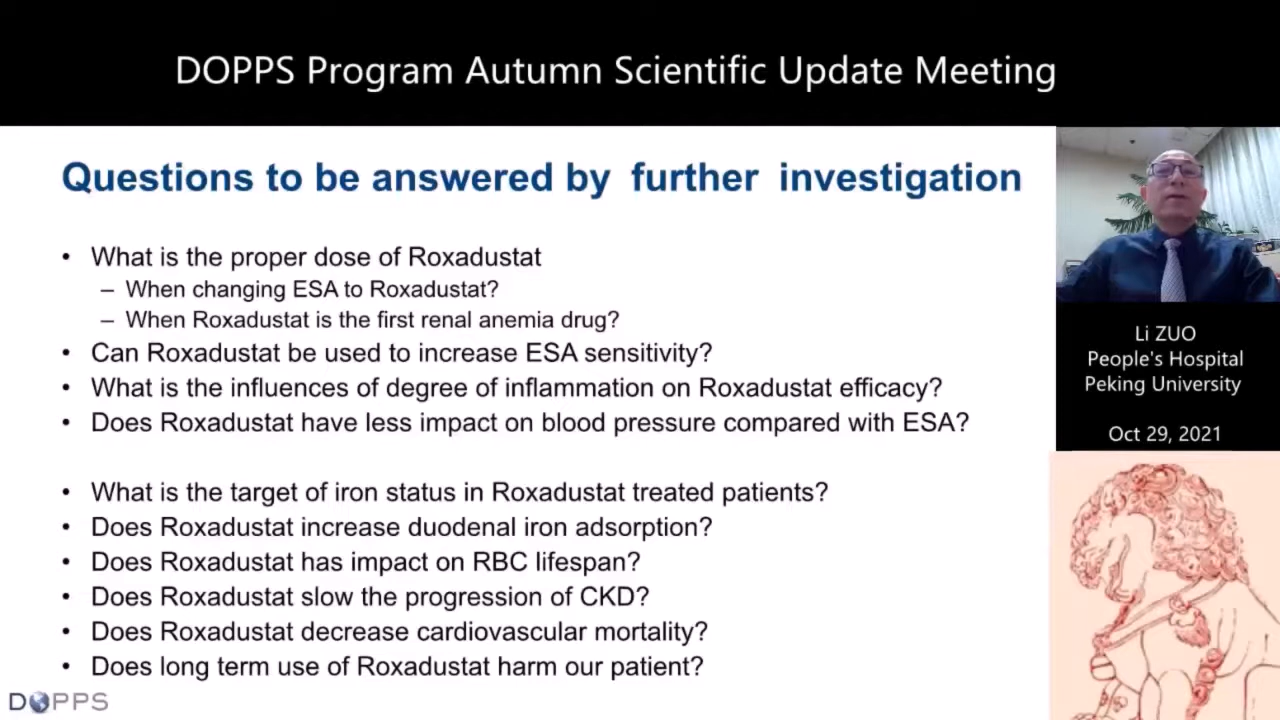 DOPPS Program Autumn Scientific Update Meeting
Questions to be answered by further investigation
• What is the proper dose of Roxadustat
– When changing ESA to Roxadustat?
– When Roxadustat is the first renal anemia drug?
• Can Roxadustat be used to increase ESA sensitivity?
• What is the influences of degree of inflammation on Roxadustat efficacy?
• Does Roxadustat have less impact on blood pressure compared with ESA?
• What is the target of iron status in Roxadustat treated patients?
• Does Roxadustat increase duodenal iron adsorption?
• Does Roxadustat has impact on RBC lifespan?
• Does Roxadustat slow the progression of CKD?
• Does Roxadustat decrease cardiovascular mortality?
• Does long term use of Roxadustat harm our patient?
DOPPS
Li ZUO
People's Hospital
Peking University
Oct 29, 2021